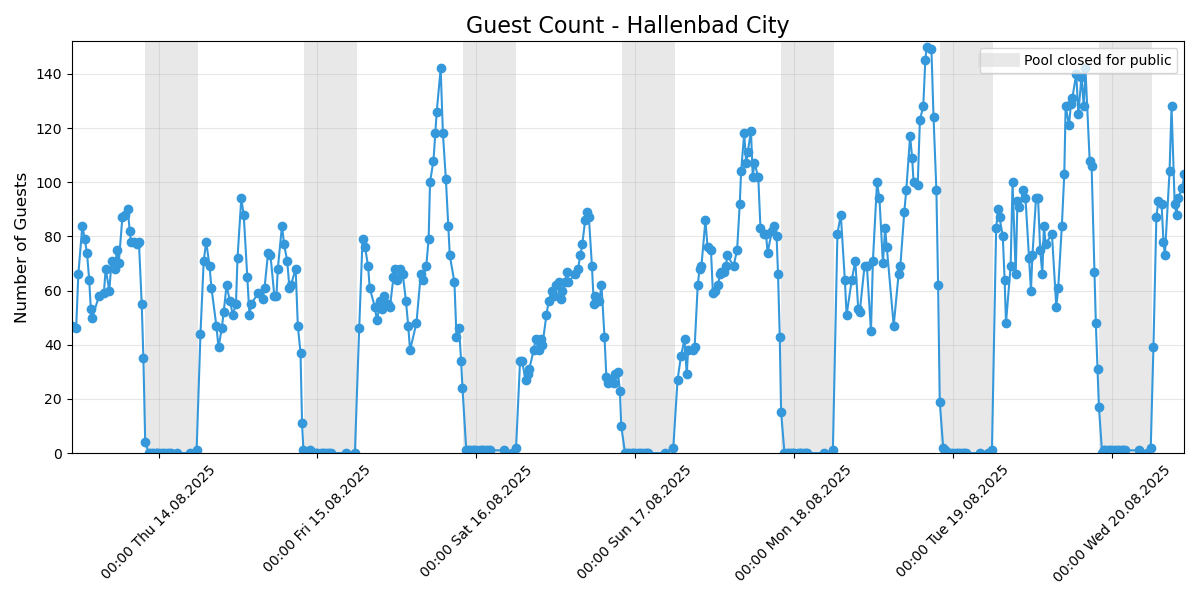 Guest Count - Hallenbad City
Pool closed for public
Number of Guests
140
120
100
80
60
40
20
0
00:00 Thu 14.08.2025
00:00 Fri 15.08.2025
00:00 Sat 16.08.2025
00:00 Sun 17.08.2025
00:00 Mon 18.08.2025
00:00 Tue 19.08.2025
00:00 Wed 20.08.2025